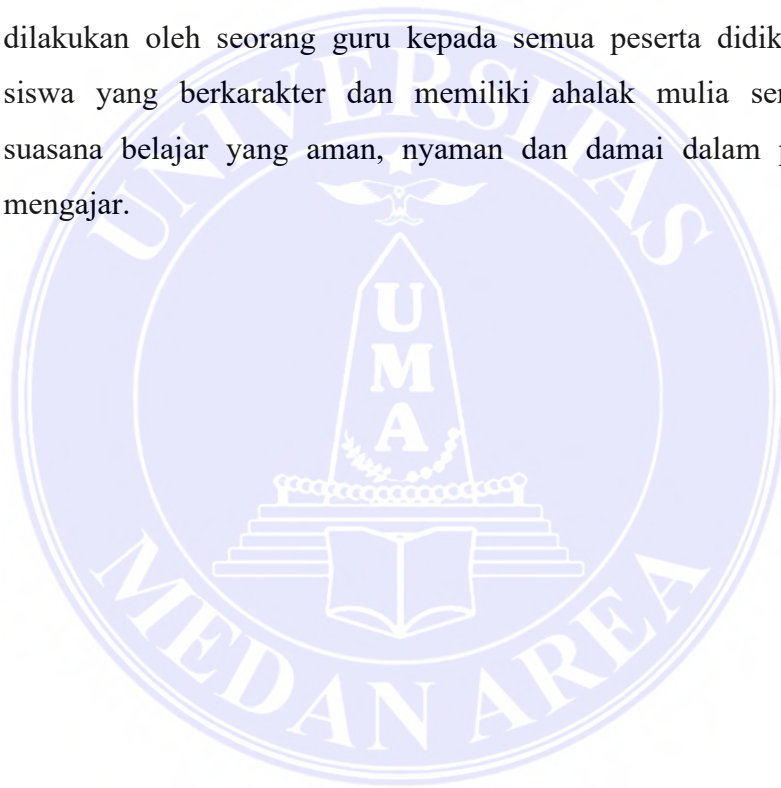 dilakukan oleh seorang guru kepada semua peserta didik
siswa yang berkarakter dan memiliki ahalak mulia
suasana belajar yang aman, nyaman dan damai dalam
mengajar.
UNIVERSITAS
U
M
A
MEDAN AREA